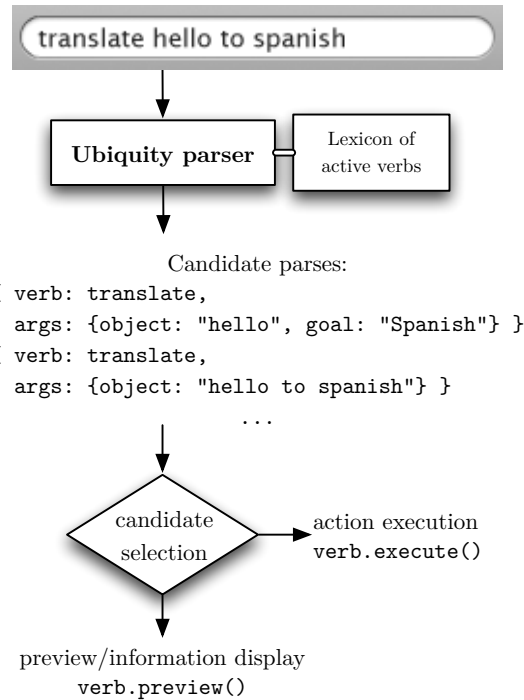 translate hello to spanish
Ubiquity parser
Lexicon of
active verbs
Candidate parses:
{ verb: translate,
args: {object: "hello", goal: "Spanish"} }
{ verb: translate,
args: {object: "hello to spanish"} }
...
candidate
selection
action execution
verb.execute()
preview/information display
verb.preview()